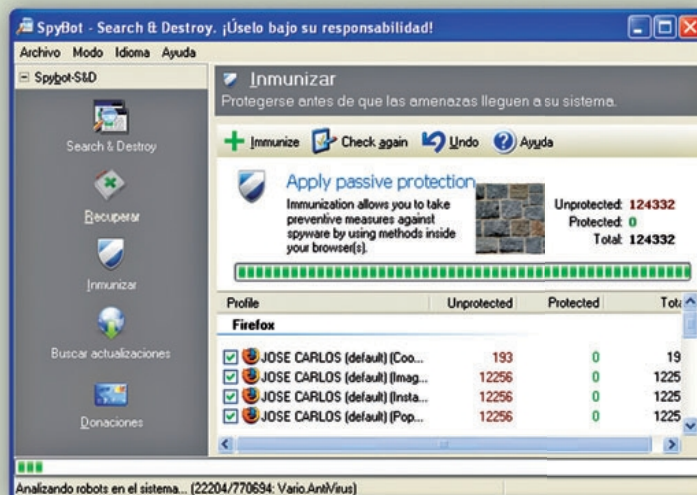 SpyBot - Search & Destroy. ¡Úselo bajo su responsabilidad!
Archivo Modo Idioma Ayuda
Spybot-S&D
Search & Destroy
Recuperar
Inmunizar
Buscar actualizaciones
Donaciones
Inmunizar
Protegerse antes de que las amenazas lleguen a su sistema.
Immunize Check again Undo Ayuda
Apply passive protection
Immunization allows you to take
preventive measures against
spyware by using methods inside
your browser(s).
Unprotected: 124332
Protected: 0
Total: 124332
Profile Unprotected Protected Tota
Firefox
JOSE CARLOS (default) (Coo... 193 0 19
JOSE CARLOS (default) (Imag... 12256 0 1225
JOSE CARLOS (default) (Insta... 12256 0 1225
JOSE CARLOS (default) (Pop... 12256 0 1225
Analizando robots en el sistema... (22204/770694: Vario.AntiVirus)